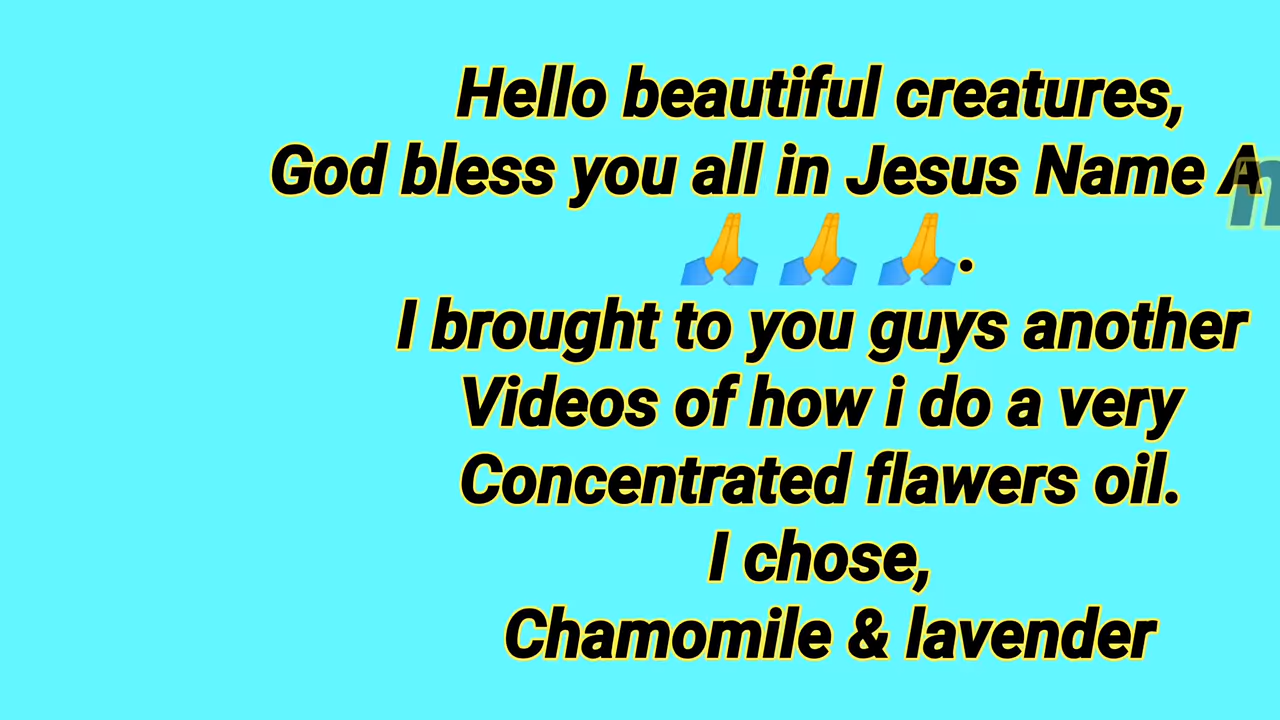 Hello beautiful creatures,
God bless you all in Jesus Name A
🙏 🙏 🙏.
I brought to you guys another
Videos of how i do a very
Concentrated flawers oil.
I chose,
Chamomile & lavender